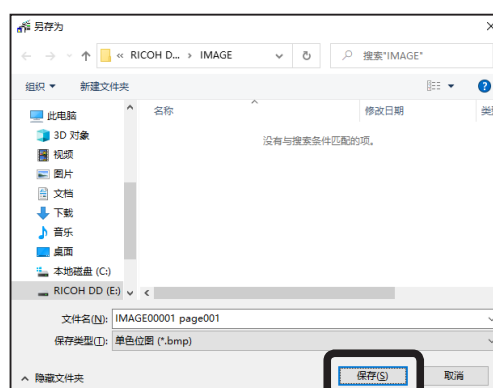 另存为
« RICOH D... › IMAGE
搜索"IMAGE"
组织 新建文件夹
名称 修改日期 类
此电脑
3D 对象
没有与搜索条件匹配的项。
视频
图片
文档
下载
音乐
桌面
本地磁盘 (C:)
RICOH DD (E:)
文件名(N): IMAGE00001 page001
保存类型(T): 单色位图 (*.bmp)
隐藏文件夹 保存(S) 取消